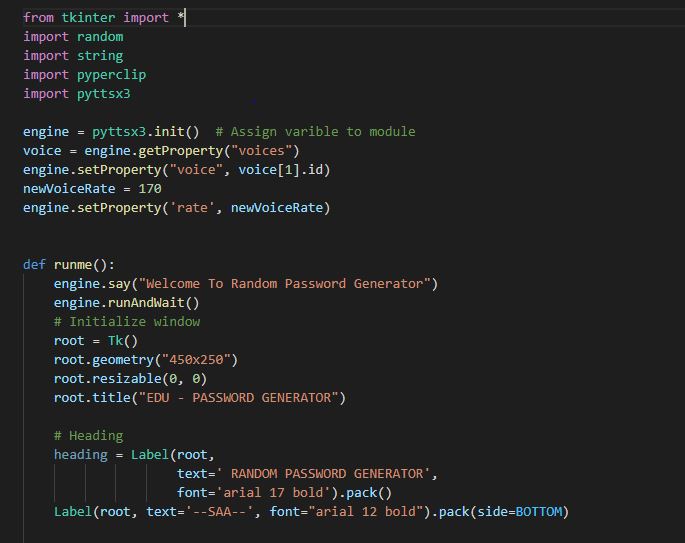 from tkinter import *
import random
import string
import pyperclip
import pyttsx3
engine = pyttsx3.init()  # Assign varible to module
voice = engine.getProperty("voices")
engine.setProperty("voice", voice[1].id)
newVoiceRate = 170
engine.setProperty('rate', newVoiceRate)
def runme():
    engine.say("Welcome To Random Password Generator")
    engine.runAndWait()
    # Initialize window
    root = Tk()
    root.geometry("450x250")
    root.resizable(0, 0)
    root.title("EDU - PASSWORD GENERATOR")
    # Heading
    heading = Label(root,
                    text=' RANDOM PASSWORD GENERATOR',
                    font='arial 17 bold').pack()
    Label(root, text='--SAA--', font="arial 12 bold").pack(side=BOTTOM)